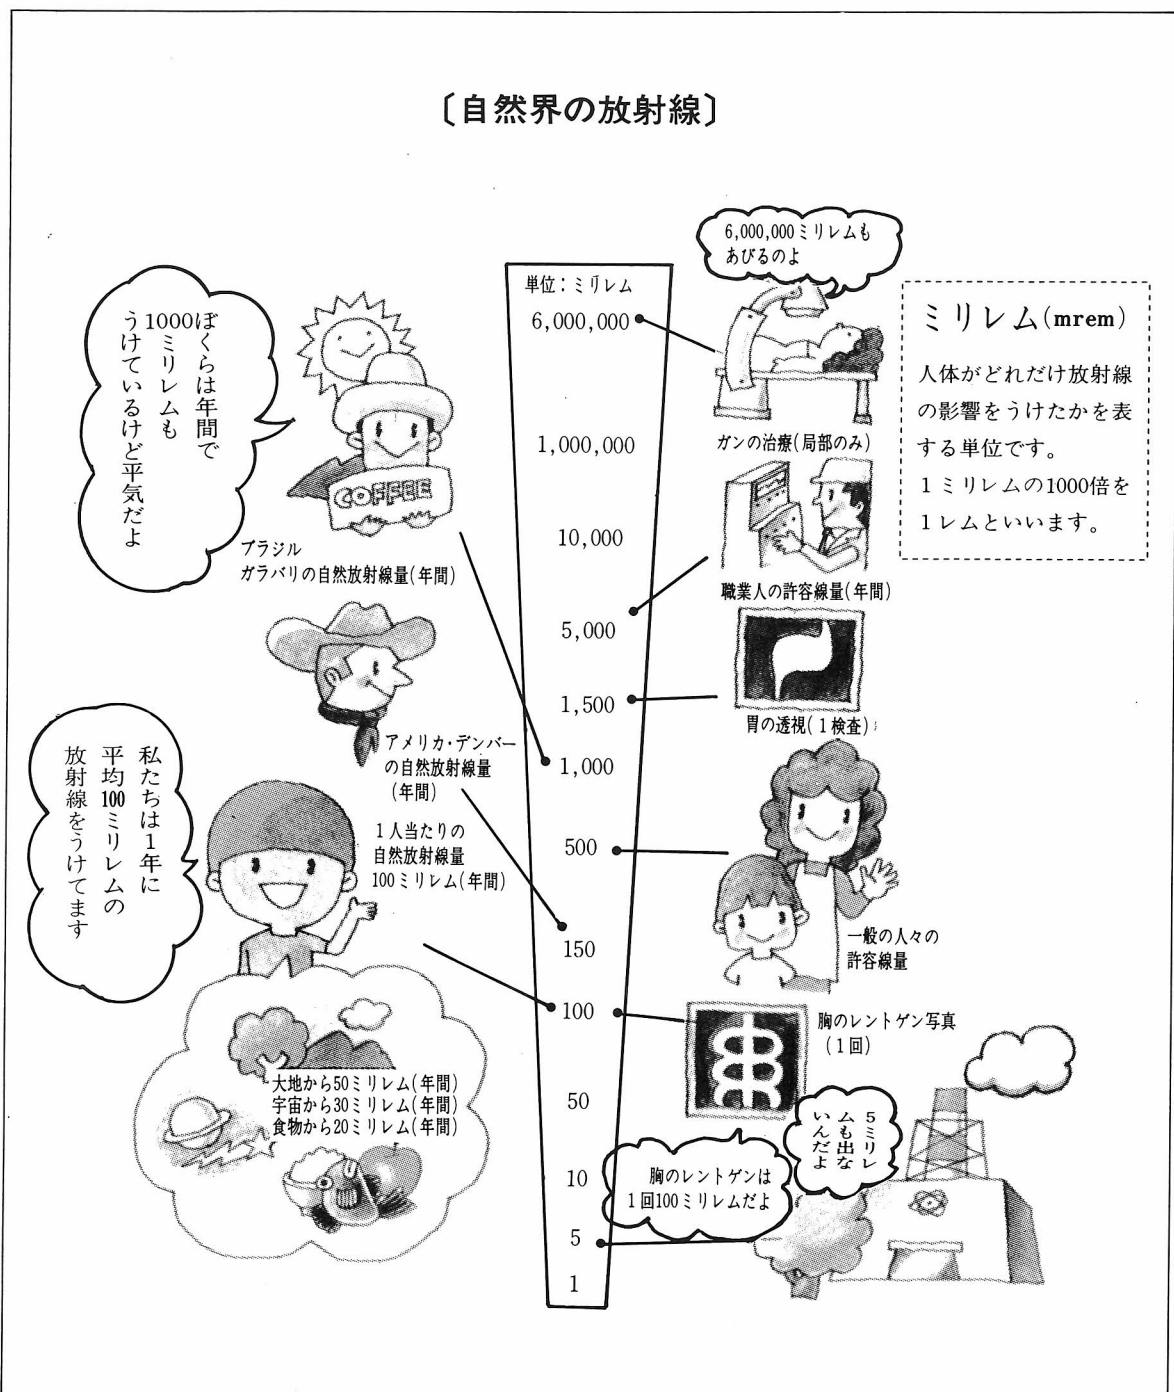 〔自然界の放射線〕
6,000,000ミリレムも
あびるのよ
単位：ミリレム
6,000,000
1,000,000
10,000
5,000
1,500
1,000
500
150
100
50
10
5
1
ミリレム(mrem)
人体がどれだけ放射線
の影響をうけたかを表
する単位です。
1ミリレムの1000倍を
1レムといいます。
ぼくらは年間で
1000ミリレムも
うけているけど平気だよ
COFFEE
ブラジル
ガラバリの自然放射線量(年間)
ガンの治療(局部のみ)
職業人の許容線量(年間)
胃の透視(1検査)
アメリカ・デンバー
の自然放射線量
(年間)
1人当たりの
自然放射線量
100ミリレム(年間)
私たちは1年に
平均100ミリレムの
放射線をうけてます
一般の人々の
許容線量
胸のレントゲン写真
(1回)
大地から50ミリレム(年間)
宇宙から30ミリレム(年間)
食物から20ミリレム(年間)
5ミリレ
ムも出な
いんだよ
胸のレントゲンは
1回100ミリレムだよ